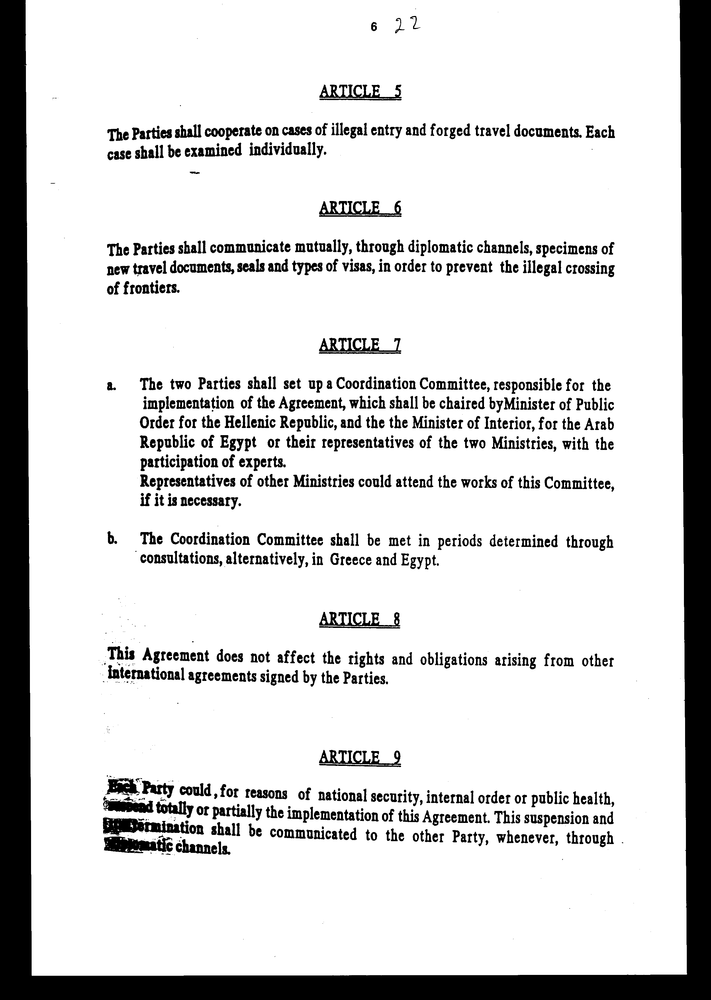 6 22
ARTICLE 5
The Parties shall cooperate on cases of illegal entry and forged travel documents. Each
case shall be examined individually.
ARTICLE 6
The Parties shall communicate mutually, through diplomatic channels, specimens of
new travel documents, seals and types of visas, in order to prevent the illegal crossing
of frontiers.
ARTICLE 7
a. The two Parties shall set up a Coordination Committee, responsible for the
implementation of the Agreement, which shall be chaired byMinister of Public
Order for the Hellenic Republic, and the the Minister of Interior, for the Arab
Republic of Egypt or their representatives of the two Ministries, with the
participation of experts.
Representatives of other Ministries could attend the works of this Committee,
if it is necessary.
b. The Coordination Committee shall be met in periods determined through
consultations, alternatively, in Greece and Egypt.
ARTICLE 8
This Agreement does not affect the rights and obligations arising from other
international agreements signed by the Parties.
ARTICLE 9
Each Party could, for reasons of national security, internal order or public health,
suspend totally or partially the implementation of this Agreement. This suspension and
termination shall be communicated to the other Party, whenever, through
diplomatic channels.